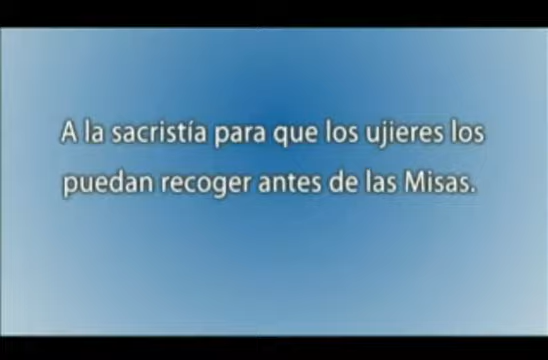 A la sacristía para que los ujieres los
puedan recoger antes de las Misas.